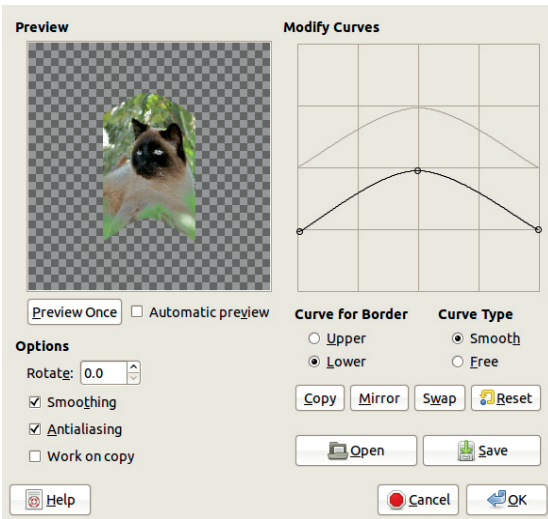 Preview
Modify Curves
Preview Once
Automatic preview
Curve for Border
Curve Type
Upper
Smooth
Lower
Free
Options
Rotate: 0.0
Smoothing
Antialiasing
Work on copy
Copy Mirror Swap Reset
Open Save
Help Cancel OK